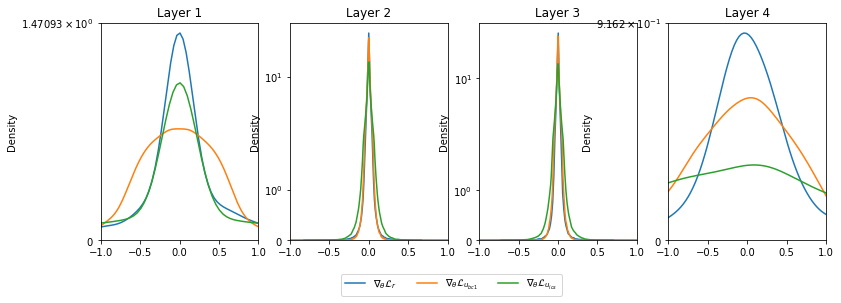 Layer 1 Layer 2 Layer 3 Layer 4
1.47093 × 10⁰ 9.162 × 10⁻¹
10¹ 10¹
Density Density Density Density
10⁰ 10⁰
0 0 0 0
−1.0 −0.5 0.0 0.5 1.0 −1.0 −0.5 0.0 0.5 1.0 −1.0 −0.5 0.0 0.5 1.0 −1.0 −0.5 0.0 0.5 1.0
∇θℒr ∇θℒu_bc1 ∇θℒu_ics